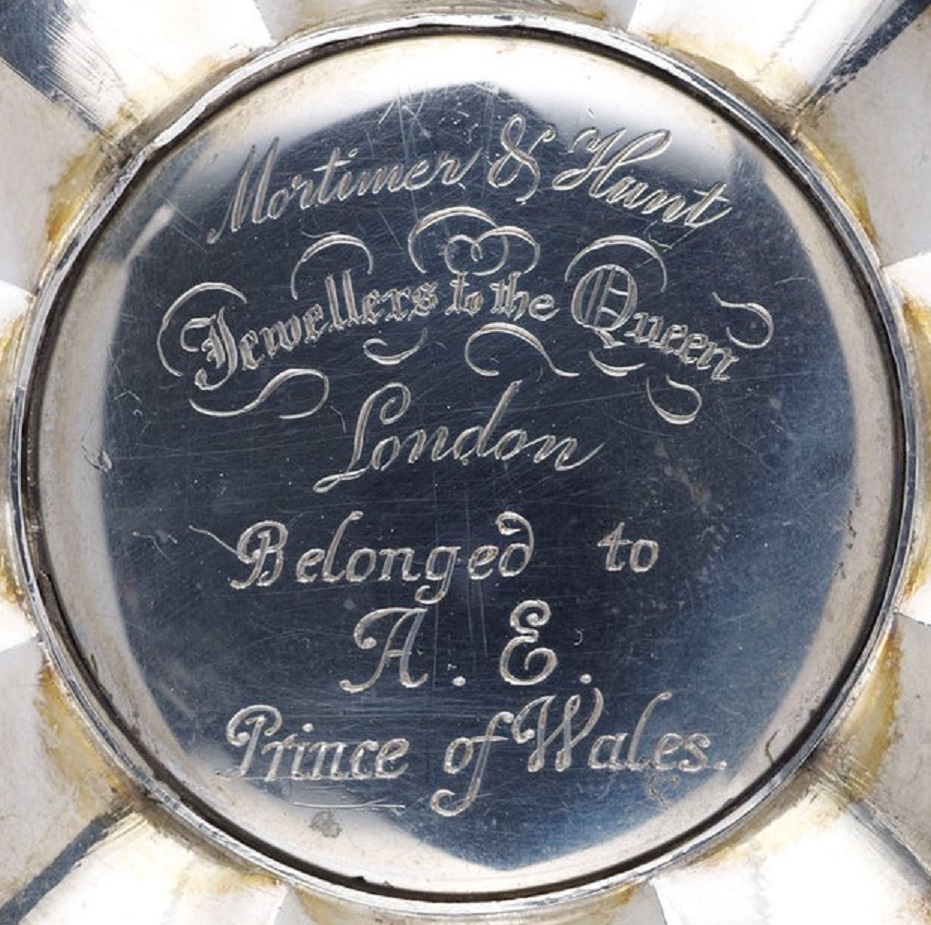 Mortimer & Hunt
Jewellers to the Queen
London
Belonged to
A. E.
Prince of Wales.